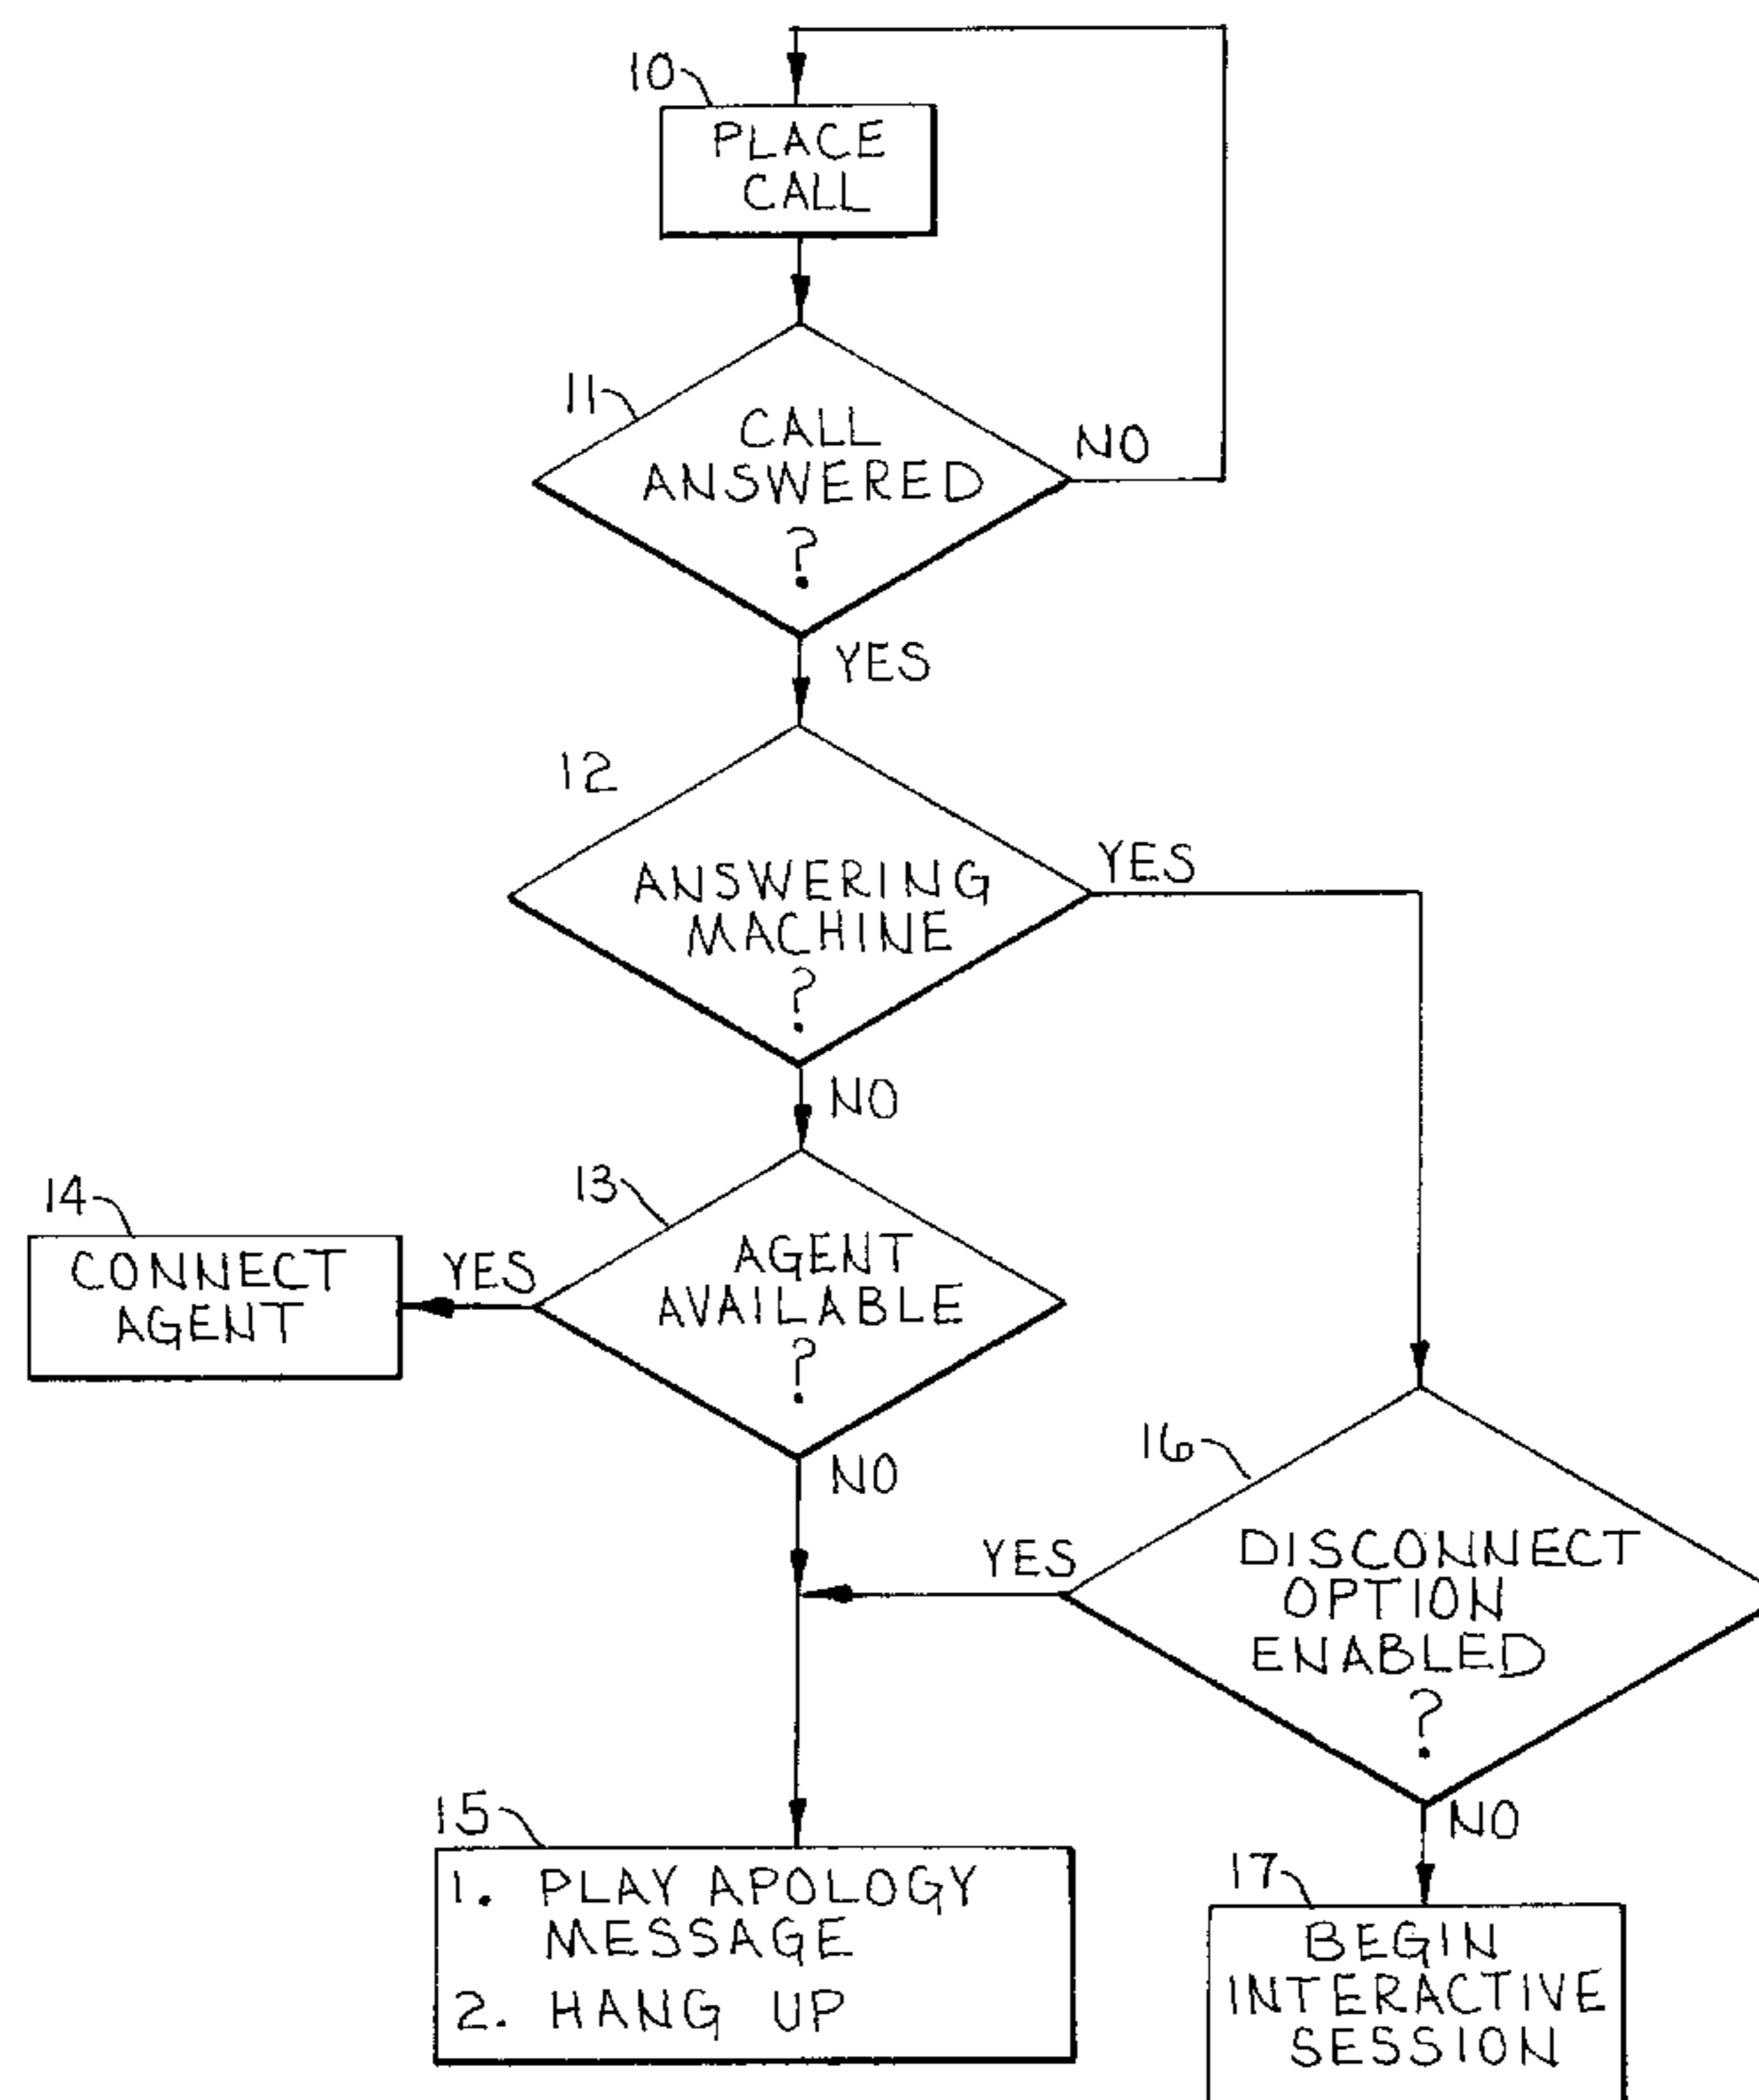 10
PLACE
CALL
11
CALL
ANSWERED
?
NO
YES
12
ANSWERING
MACHINE
?
YES
NO
13
14
CONNECT
AGENT
YES
AGENT
AVAILABLE
?
NO
16
DISCONNECT
OPTION
ENABLED
?
YES
NO
15
1. PLAY APOLOGY
MESSAGE
2. HANG UP
17
BEGIN
INTERACTIVE
SESSION